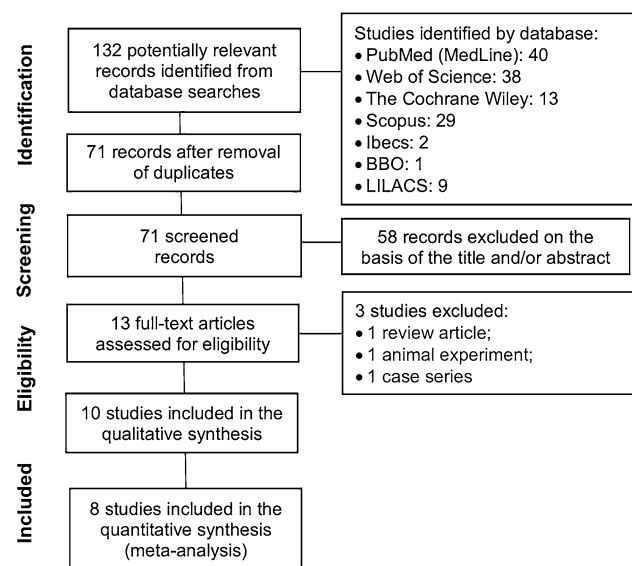 Identification
132 potentially relevant
records identified from
database searches
Studies identified by database:
• PubMed (MedLine): 40
• Web of Science: 38
• The Cochrane Wiley: 13
• Scopus: 29
• Ibecs: 2
• BBO: 1
• LILACS: 9
71 records after removal
of duplicates
Screening
71 screened
records
58 records excluded on the
basis of the title and/or abstract
Eligibility
13 full-text articles
assessed for eligibility
3 studies excluded:
• 1 review article;
• 1 animal experiment;
• 1 case series
10 studies included in the
qualitative synthesis
Included
8 studies included in the
quantitative synthesis
(meta-analysis)